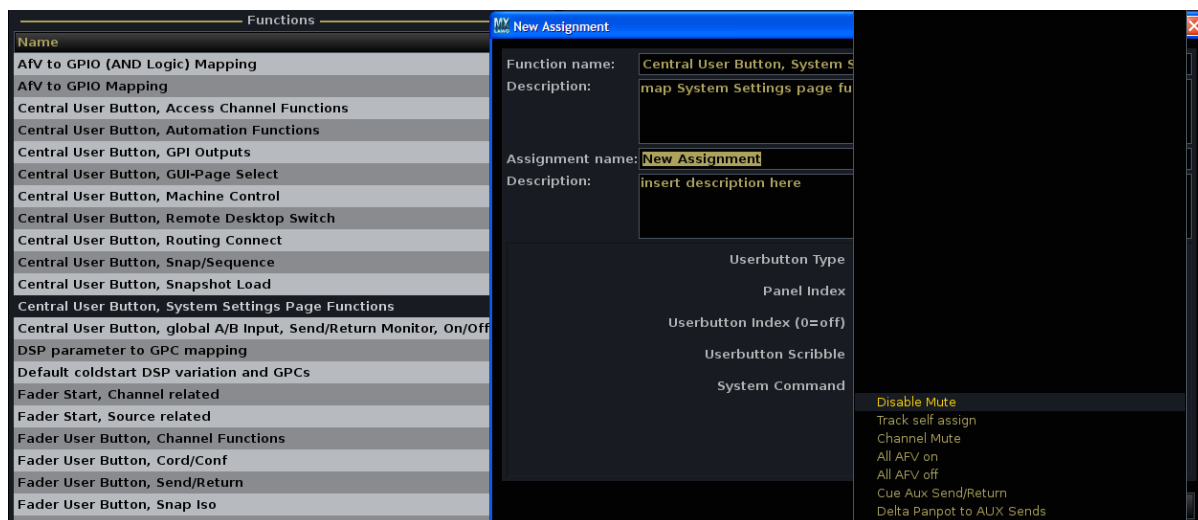 Functions
Name
AfV to GPIO (AND Logic) Mapping
AfV to GPIO Mapping
Central User Button, Access Channel Functions
Central User Button, Automation Functions
Central User Button, GPI Outputs
Central User Button, GUI-Page Select
Central User Button, Machine Control
Central User Button, Remote Desktop Switch
Central User Button, Routing Connect
Central User Button, Snap/Sequence
Central User Button, Snapshot Load
Central User Button, System Settings Page Functions
Central User Button, global A/B Input, Send/Return Monitor, On/Off
DSP parameter to GPC mapping
Default coldstart DSP variation and GPCs
Fader Start, Channel related
Fader Start, Source related
Fader User Button, Channel Functions
Fader User Button, Cord/Conf
Fader User Button, Send/Return
Fader User Button, Snap Iso
MY New Assignment
Function name: Central User Button, System S
Description: map System Settings page fu
Assignment name: New Assignment
Description: insert description here
Userbutton Type
Panel Index
Userbutton Index (0=off)
Userbutton Scribble
System Command
Disable Mute
Track self assign
Channel Mute
All AFV on
All AFV off
Cue Aux Send/Return
Delta Panpot to AUX Sends